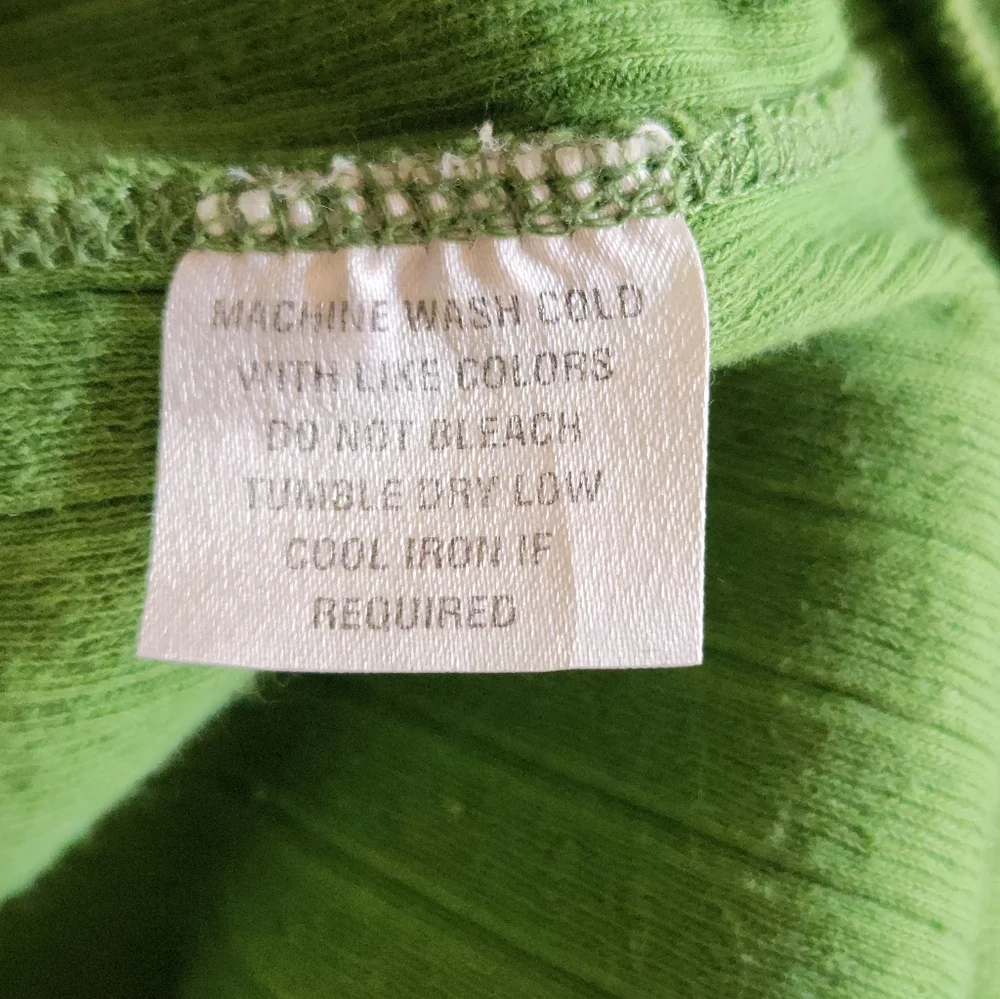 MACHINE WASH COLD
WITH LIKE COLORS
DO NOT BLEACH
TUMBLE DRY LOW
COOL IRON IF
REQUIRED